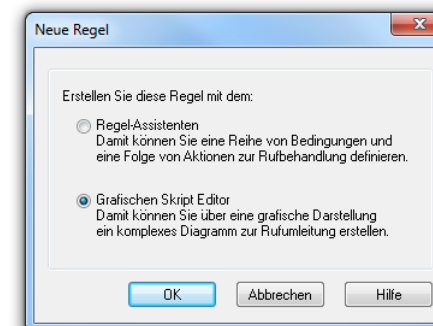 Neue Regel
Erstellen Sie diese Regel mit dem:
Regel-Assistenten
Damit können Sie eine Reihe von Bedingungen und
eine Folge von Aktionen zur Rufbehandlung definieren.
Grafischen Skript Editor
Damit können Sie über eine grafische Darstellung
ein komplexes Diagramm zur Rufumleitung erstellen.
OK
Abbrechen
Hilfe